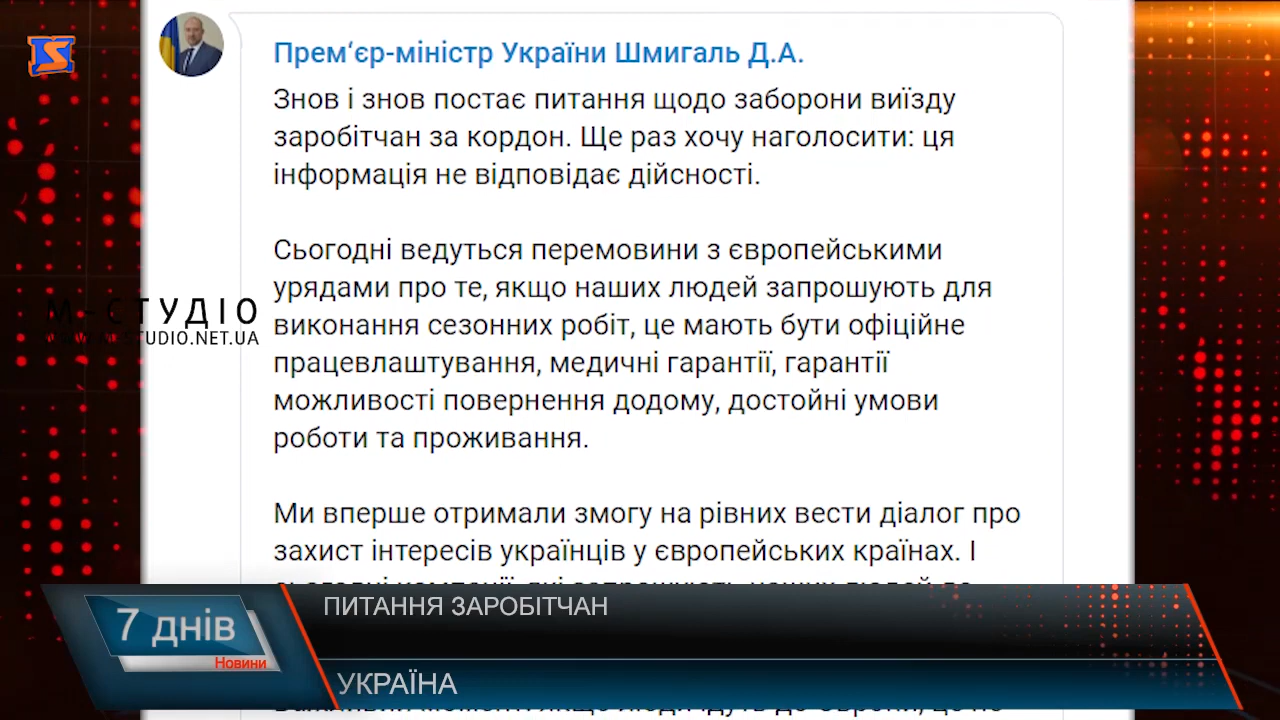 Прем‘єр-міністр України Шмигаль Д.А.
Знов і знов постає питання щодо заборони виїзду
заробітчан за кордон. Ще раз хочу наголосити: ця
інформація не відповідає дійсності.
Сьогодні ведуться перемовини з європейськими
урядами про те, якщо наших людей запрошують для
виконання сезонних робіт, це мають бути офіційне
працевлаштування, медичні гарантії, гарантії
можливості повернення додому, достойні умови
роботи та проживання.
Ми вперше отримали змогу на рівних вести діалог про
захист інтересів українців у європейських країнах. І
М-СТУДІО
WWW.M-STUDIO.NET.UA
7 днів
Новини
ПИТАННЯ ЗАРОБІТЧАН
УКРАЇНА